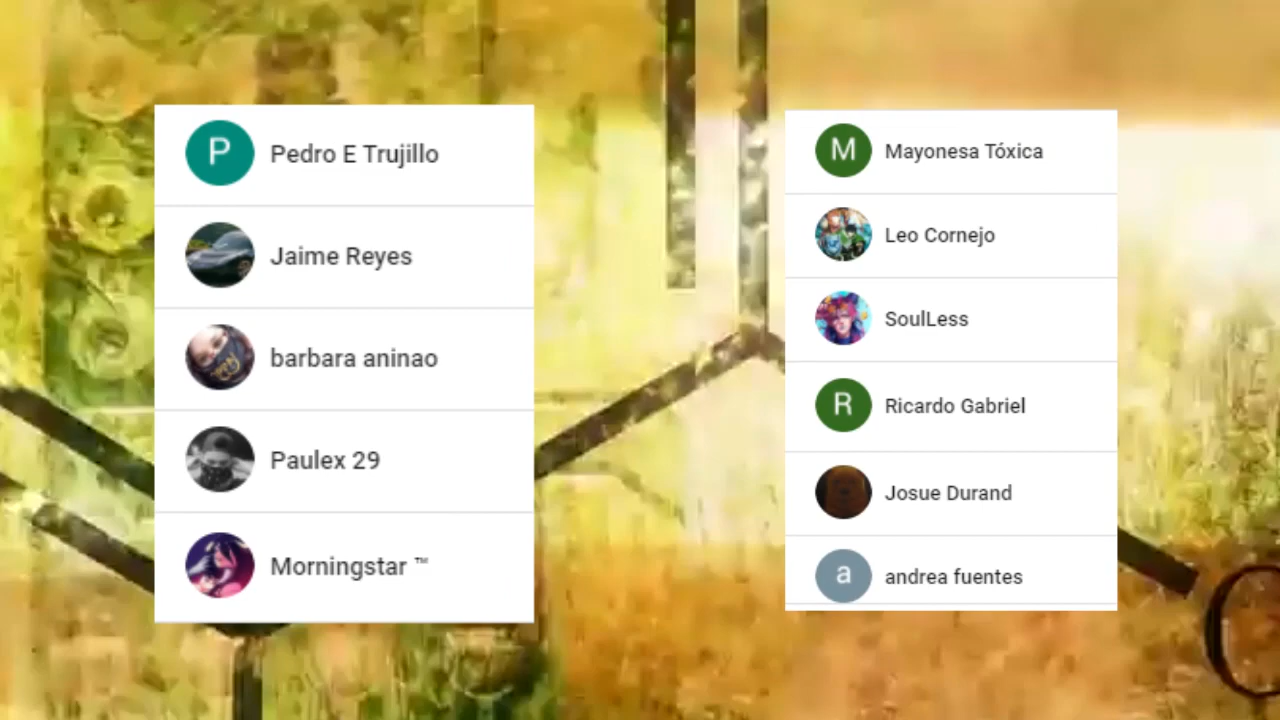 P Pedro E Trujillo
Jaime Reyes
barbara aninao
Paulex 29
Morningstar ™
M Mayonesa Tóxica
Leo Cornejo
SoulLess
R Ricardo Gabriel
Josue Durand
a andrea fuentes